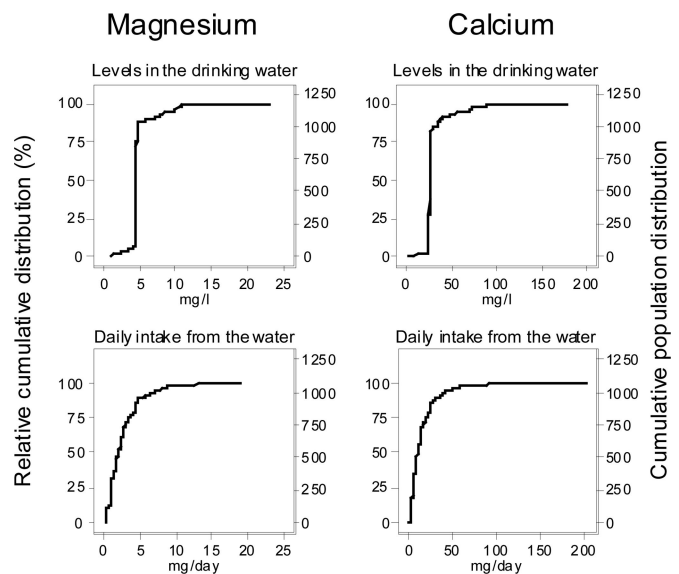 Magnesium
Calcium
Levels in the drinking water
Levels in the drinking water
100
75
50
25
0
1250
1000
750
500
250
0
0 5 10 15 20 25
mg/l
100
75
50
25
0
1250
1000
750
500
250
0
0 50 100 150 200
mg/l
Daily intake from the water
Daily intake from the water
100
75
50
25
0
1250
1000
750
500
250
0
0 5 10 15 20 25
mg/day
100
75
50
25
0
1250
1000
750
500
250
0
0 50 100 150 200
mg/day
Relative cumulative distribution (%)
Cumulative population distribution